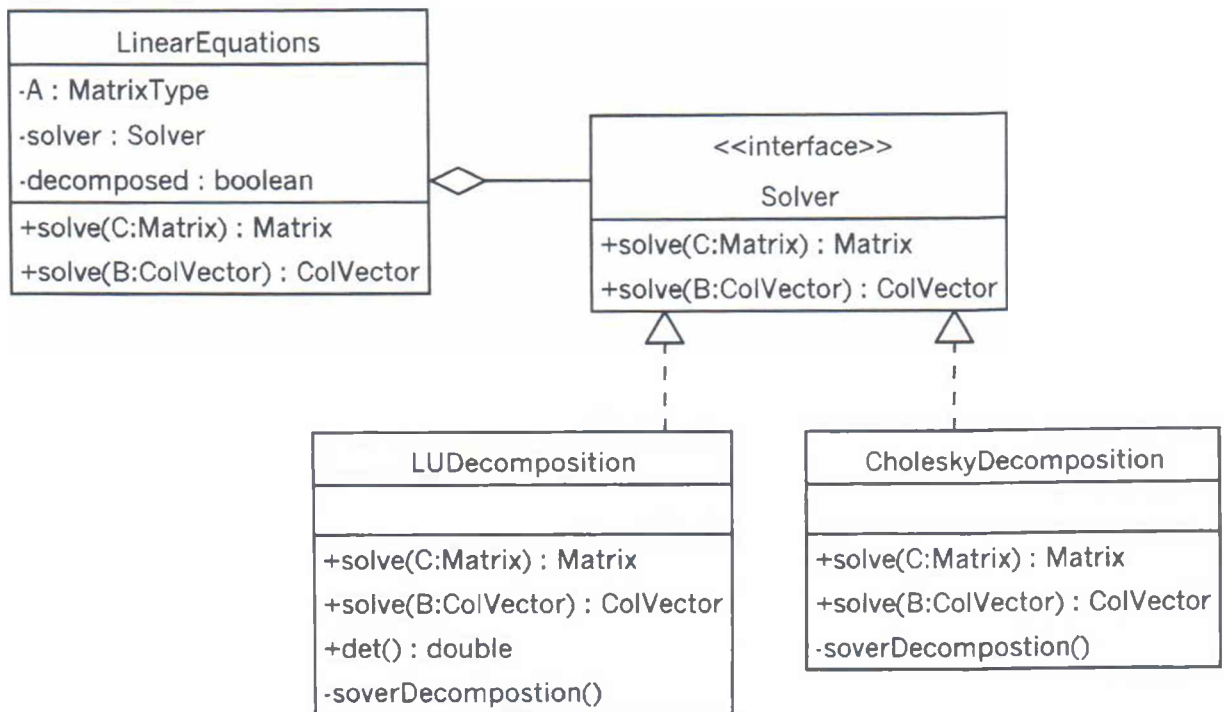 LinearEquations
-A : MatrixType
-solver : Solver
-decomposed : boolean
+solve(C:Matrix) : Matrix
+solve(B:ColVector) : ColVector
<<interface>>
Solver
+solve(C:Matrix) : Matrix
+solve(B:ColVector) : ColVector
LUDecomposition
+solve(C:Matrix) : Matrix
+solve(B:ColVector) : ColVector
+det() : double
-soverDecompostion()
CholeskyDecomposition
+solve(C:Matrix) : Matrix
+solve(B:ColVector) : ColVector
-soverDecompostion()